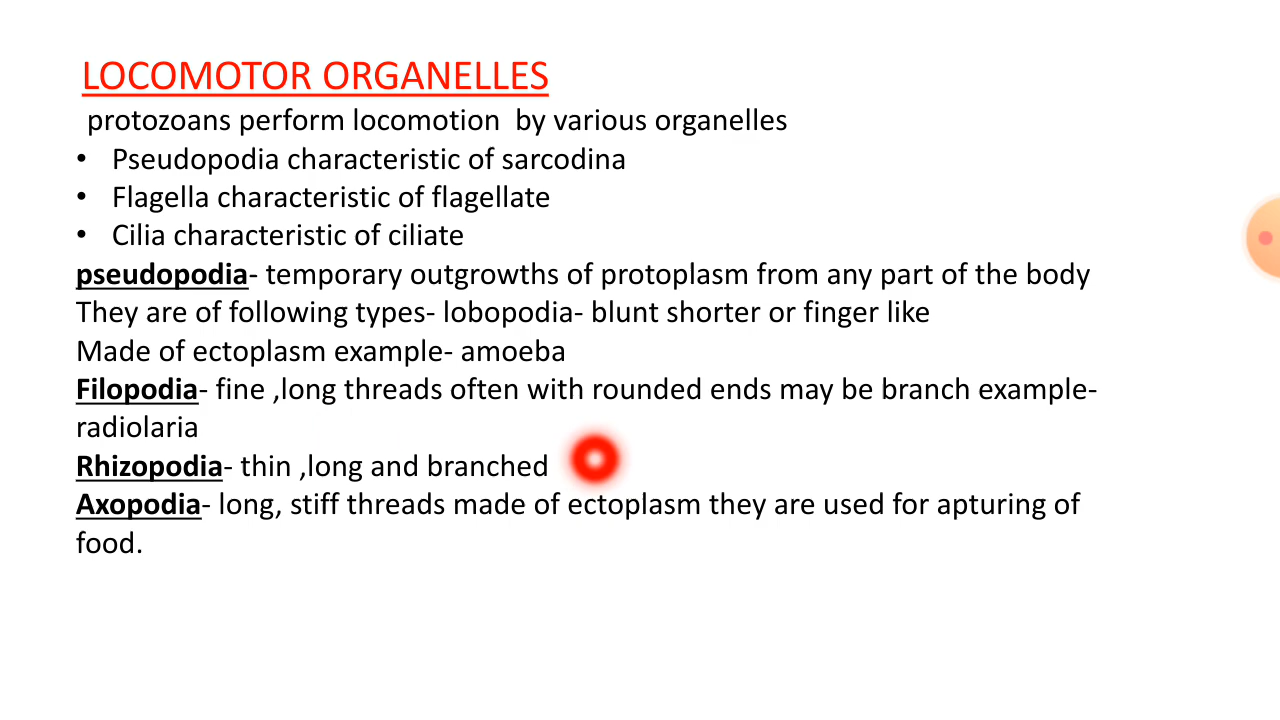 LOCOMOTOR ORGANELLES
protozoans perform locomotion by various organelles
• Pseudopodia characteristic of sarcodina
• Flagella characteristic of flagellate
• Cilia characteristic of ciliate
pseudopodia- temporary outgrowths of protoplasm from any part of the body
They are of following types- lobopodia- blunt shorter or finger like
Made of ectoplasm example- amoeba
Filopodia- fine ,long threads often with rounded ends may be branch example-
radiolaria
Rhizopodia- thin ,long and branched
Axopodia- long, stiff threads made of ectoplasm they are used for apturing of
food.